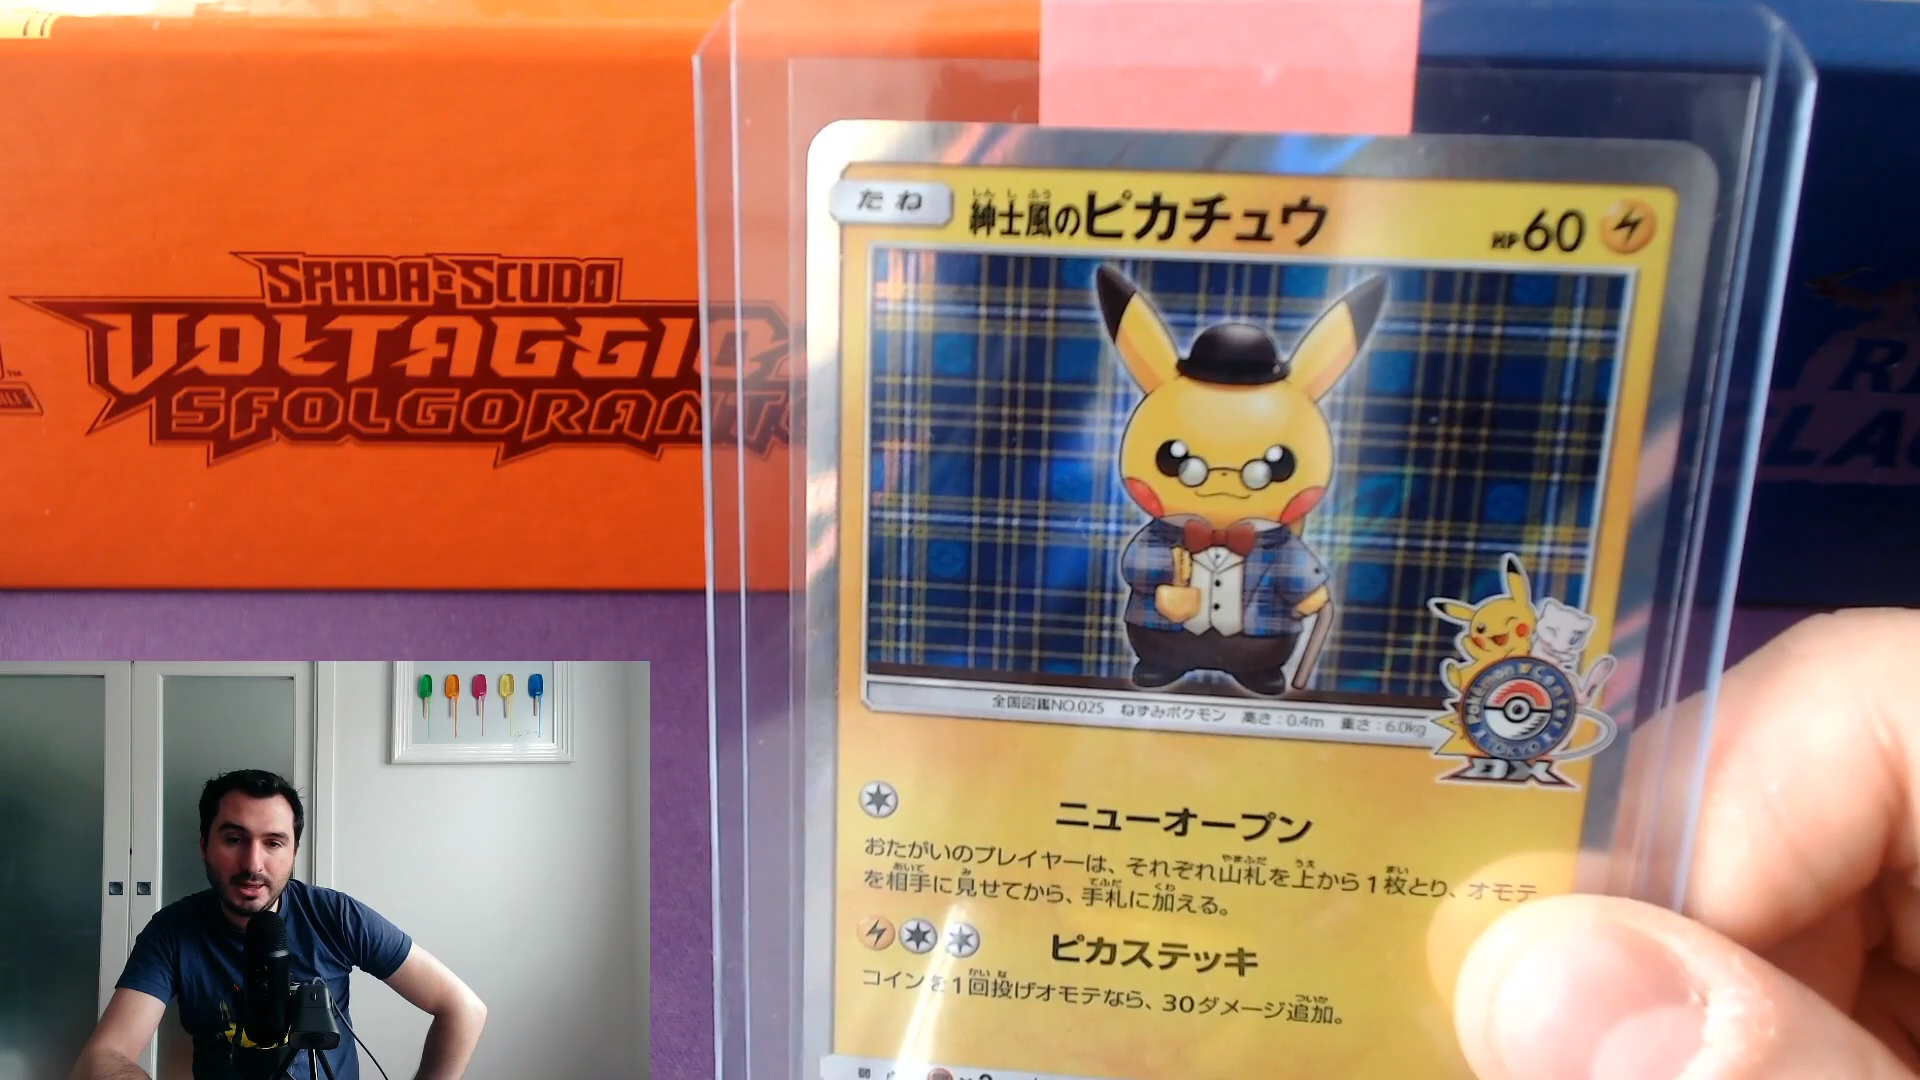 SPADA E SCUDO
VOLTAGGIO
SFOLGORANTE
たね
紳士風のピカチュウ
HP60
全国図鑑NO.025 ねずみポケモン 高さ:0.4m 重さ:6.0kg
POKÉMON CENTER
TOKYO
DX
ニューオープン
おたがいのプレイヤーは、それぞれ山札を上から1枚とり、オモテ
を相手に見せてから、手札に加える。
ピカステッキ
コインを1回投げオモテなら、30ダメージ追加。